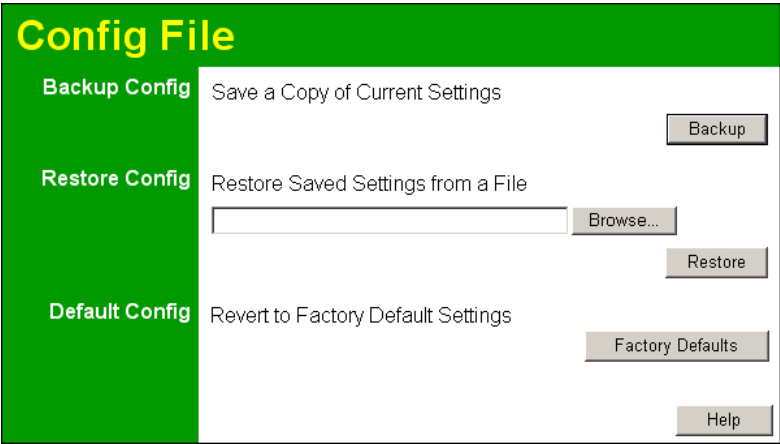 Config File
Backup Config Save a Copy of Current Settings
Backup
Restore Config Restore Saved Settings from a File
Browse...
Restore
Default Config Revert to Factory Default Settings
Factory Defaults
Help